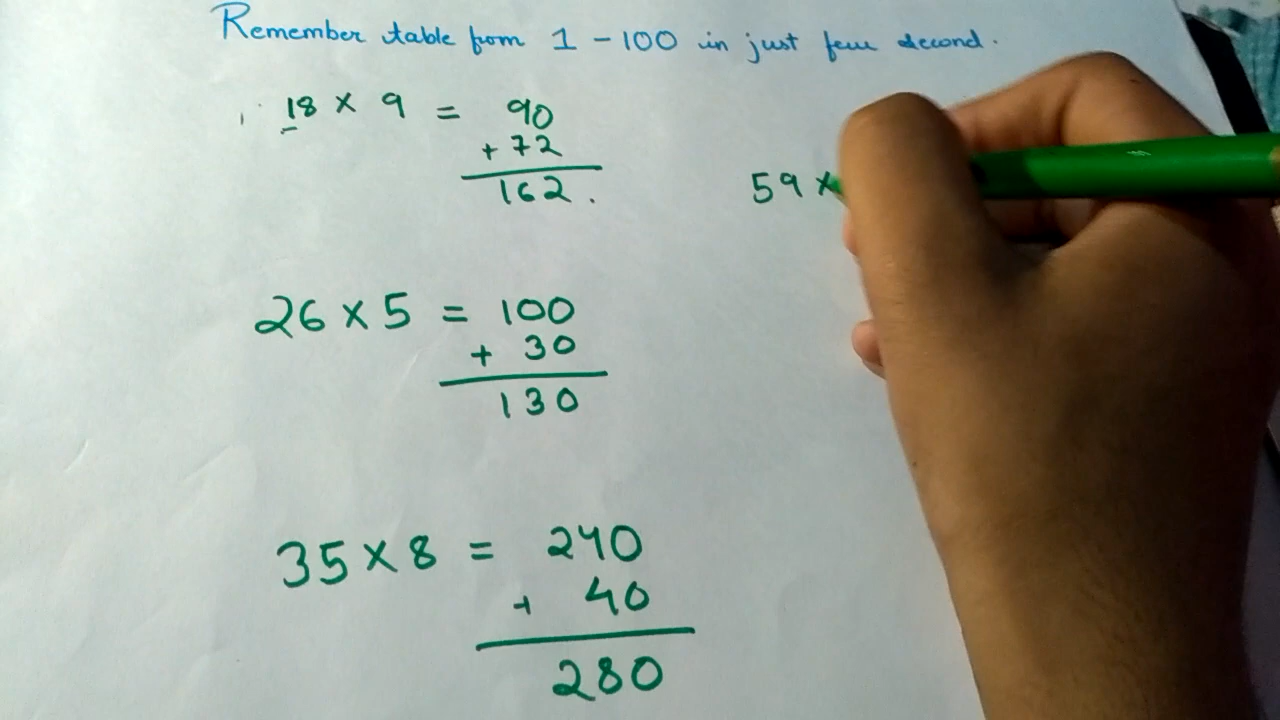 Remember table from 1 - 100 in just few second.
18 × 9 = 90
+ 72
162.
59 ×
26 × 5 = 100
+ 30
130
35 × 8 = 240
+ 40
280